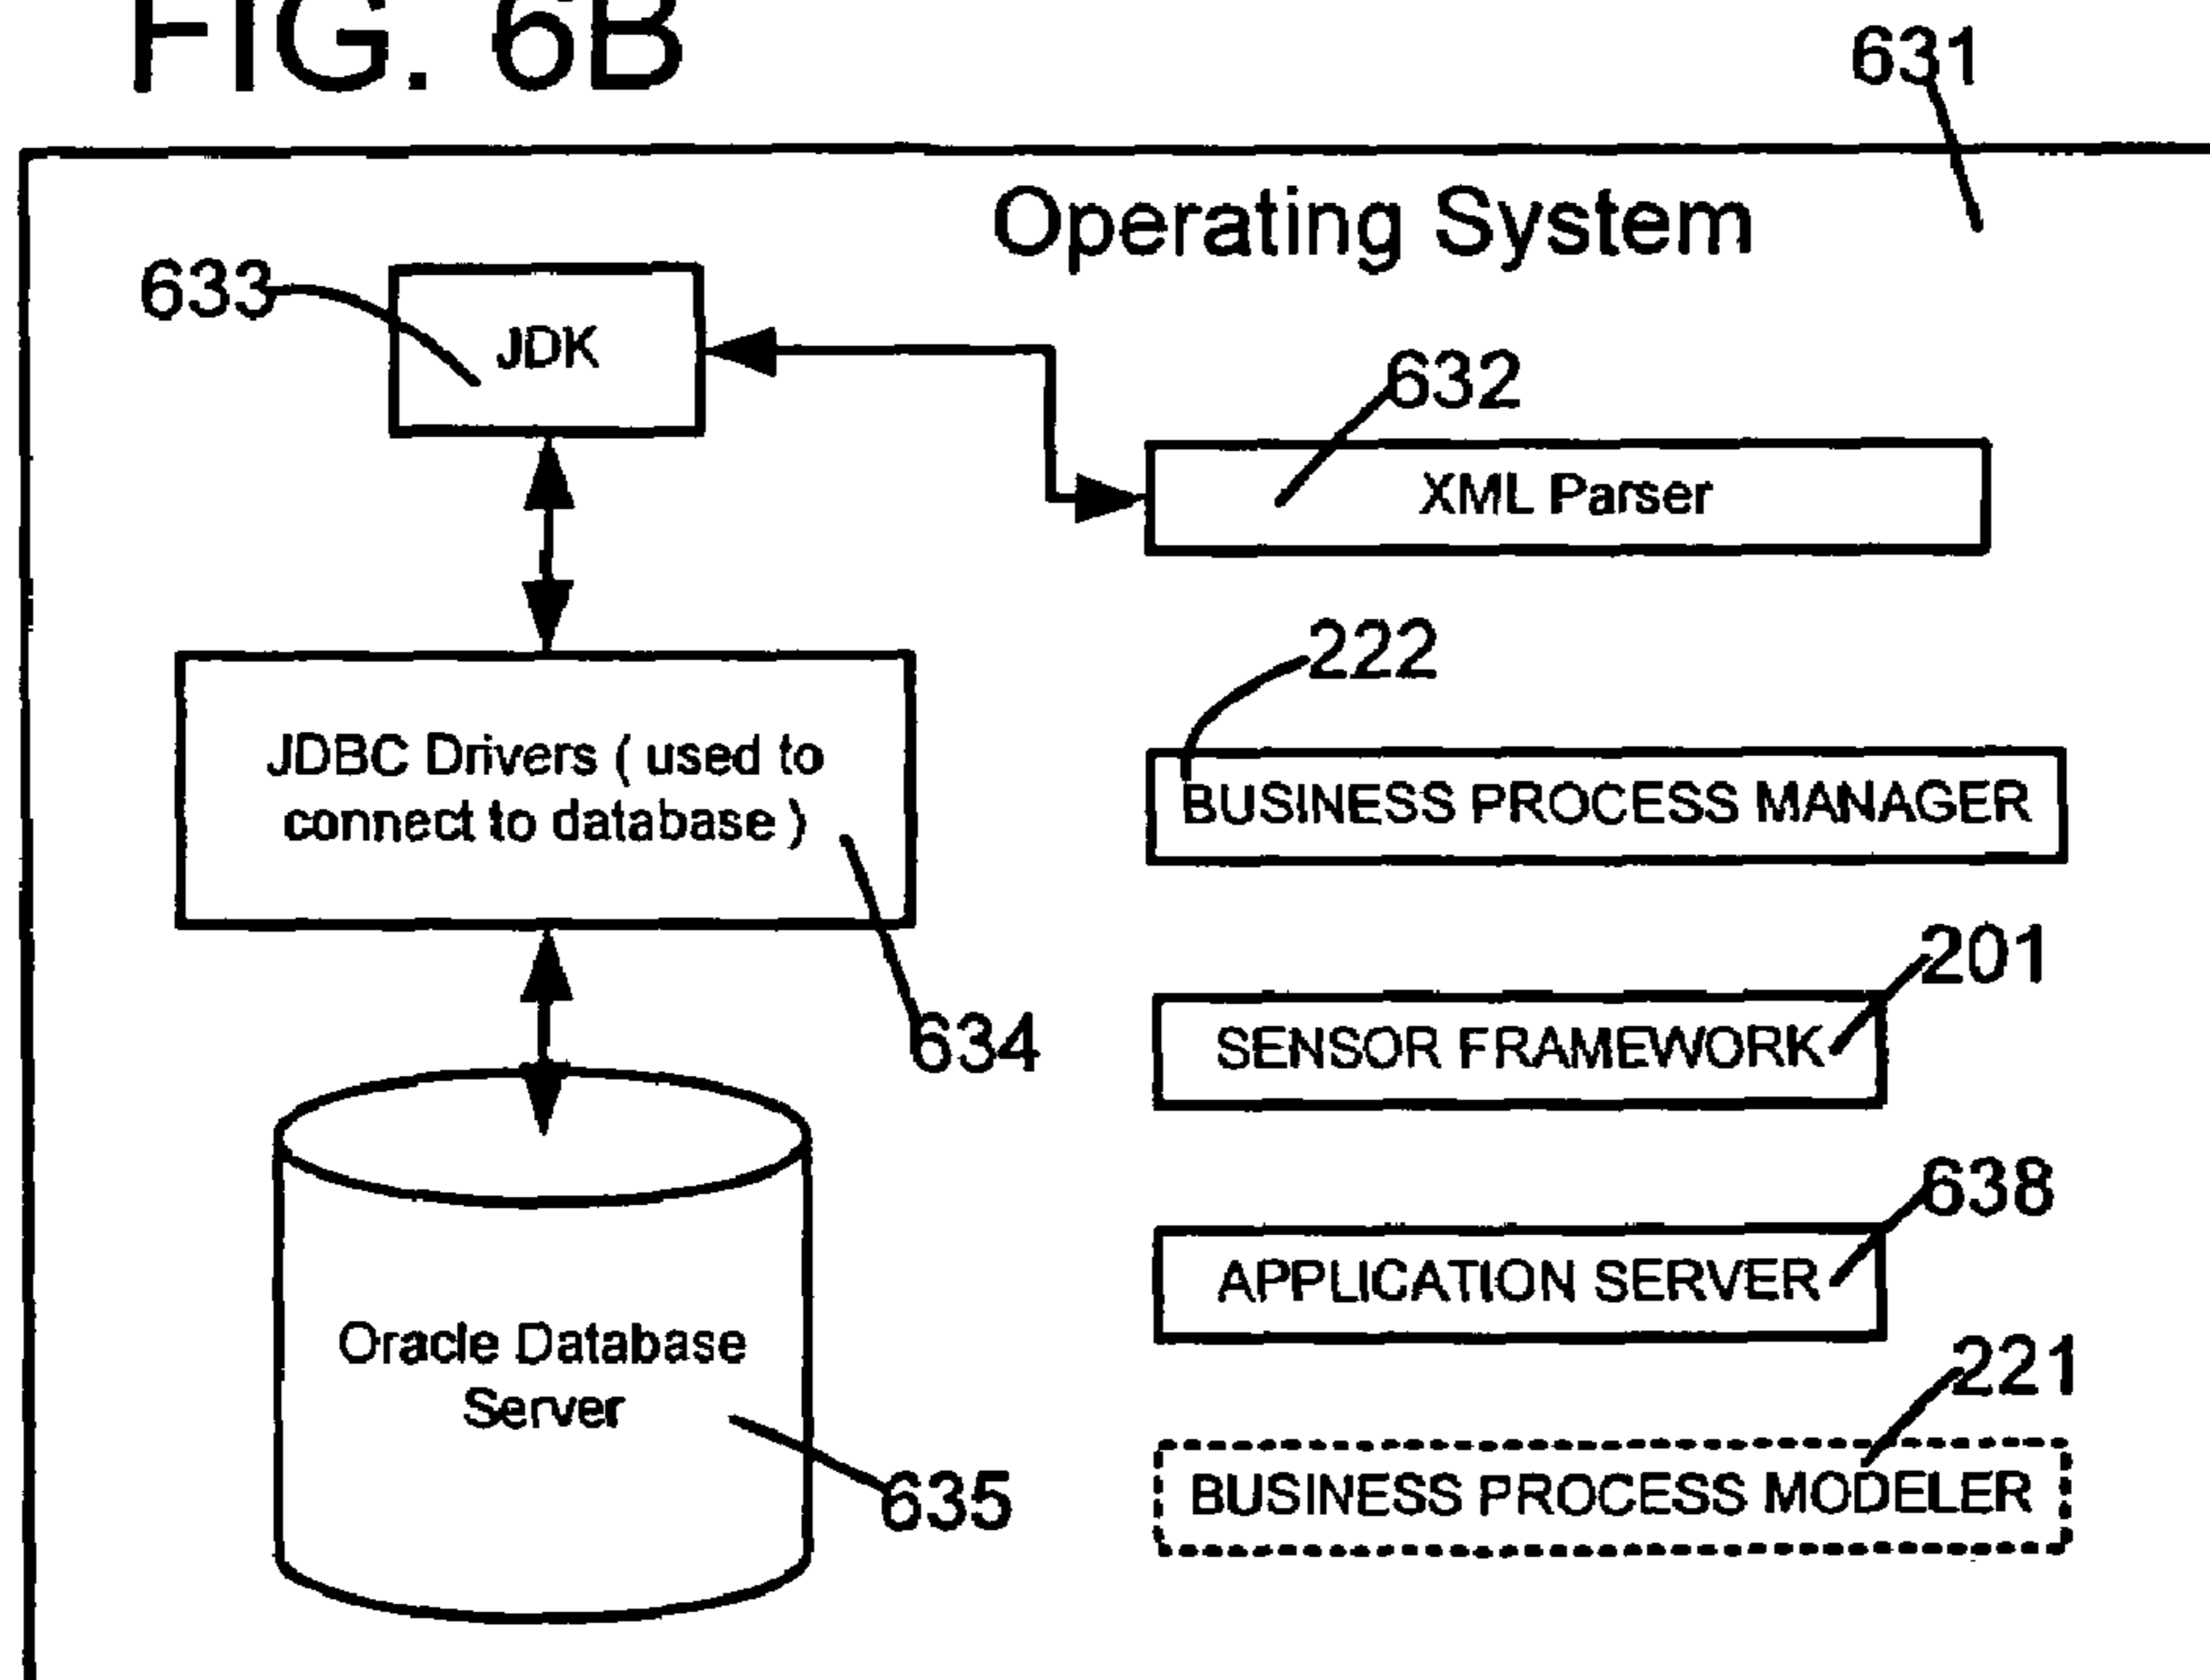 FIG. 6B
631
Operating System
633
JDK
632
XML Parser
222
JDBC Drivers ( used to
connect to database )
BUSINESS PROCESS MANAGER
201
634
SENSOR FRAMEWORK
638
APPLICATION SERVER
Oracle Database
Server
221
635
BUSINESS PROCESS MODELER